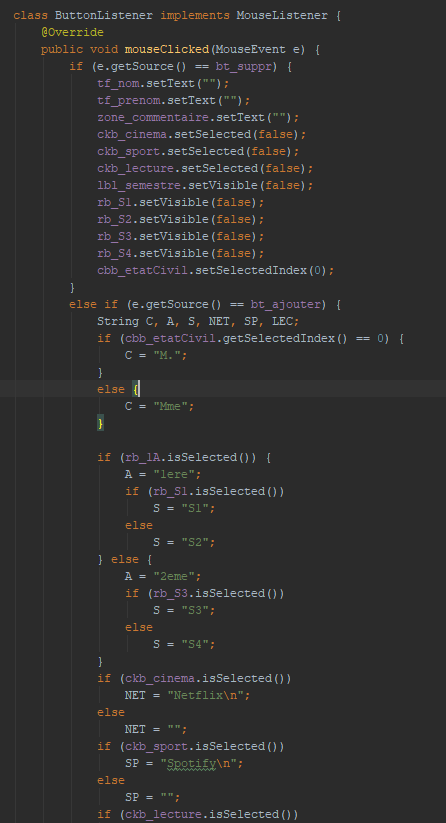 class ButtonListener implements MouseListener {
    @Override
    public void mouseClicked(MouseEvent e) {
        if (e.getSource() == bt_suppr) {
            tf_nom.setText("");
            tf_prenom.setText("");
            zone_commentaire.setText("");
            ckb_cinema.setSelected(false);
            ckb_sport.setSelected(false);
            ckb_lecture.setSelected(false);
            lbl_semestre.setVisible(false);
            rb_S1.setVisible(false);
            rb_S2.setVisible(false);
            rb_S3.setVisible(false);
            rb_S4.setVisible(false);
            cbb_etatCivil.setSelectedIndex(0);
        }
        else if (e.getSource() == bt_ajouter) {
            String C, A, S, NET, SP, LEC;
            if (cbb_etatCivil.getSelectedIndex() == 0) {
                C = "M.";
            }
            else {
                C = "Mme";
            }

            if (rb_1A.isSelected()) {
                A = "1ere";
                if (rb_S1.isSelected())
                    S = "S1";
                else
                    S = "S2";
            } else {
                A = "2eme";
                if (rb_S3.isSelected())
                    S = "S3";
                else
                    S = "S4";
            }
            if (ckb_cinema.isSelected())
                NET = "Netflix\n";
            else
                NET = "";
            if (ckb_sport.isSelected())
                SP = "Spotify\n";
            else
                SP = "";
            if (ckb_lecture.isSelected())